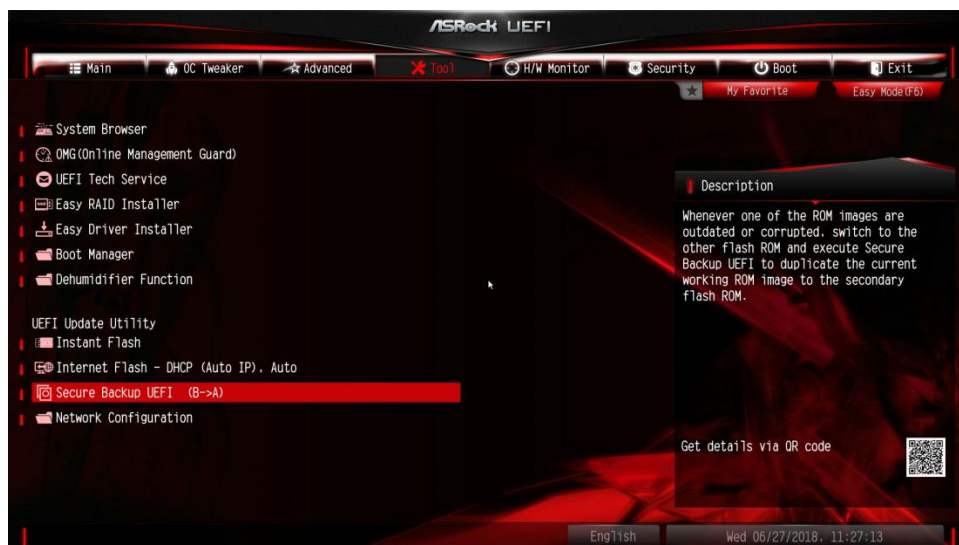 ASRock UEFI
Main
OC Tweaker
Advanced
Tool
H/W Monitor
Security
Boot
Exit
My Favorite
Easy Mode(F6)
System Browser
OMG(Online Management Guard)
UEFI Tech Service
Easy RAID Installer
Easy Driver Installer
Boot Manager
Dehumidifier Function
UEFI Update Utility
Instant Flash
Internet Flash - DHCP (Auto IP). Auto
Secure Backup UEFI (B->A)
Network Configuration
Description
Whenever one of the ROM images are
outdated or corrupted. switch to the
other flash ROM and execute Secure
Backup UEFI to duplicate the current
working ROM image to the secondary
flash ROM.
Get details via QR code
English
Wed 06/27/2018. 11:27:13